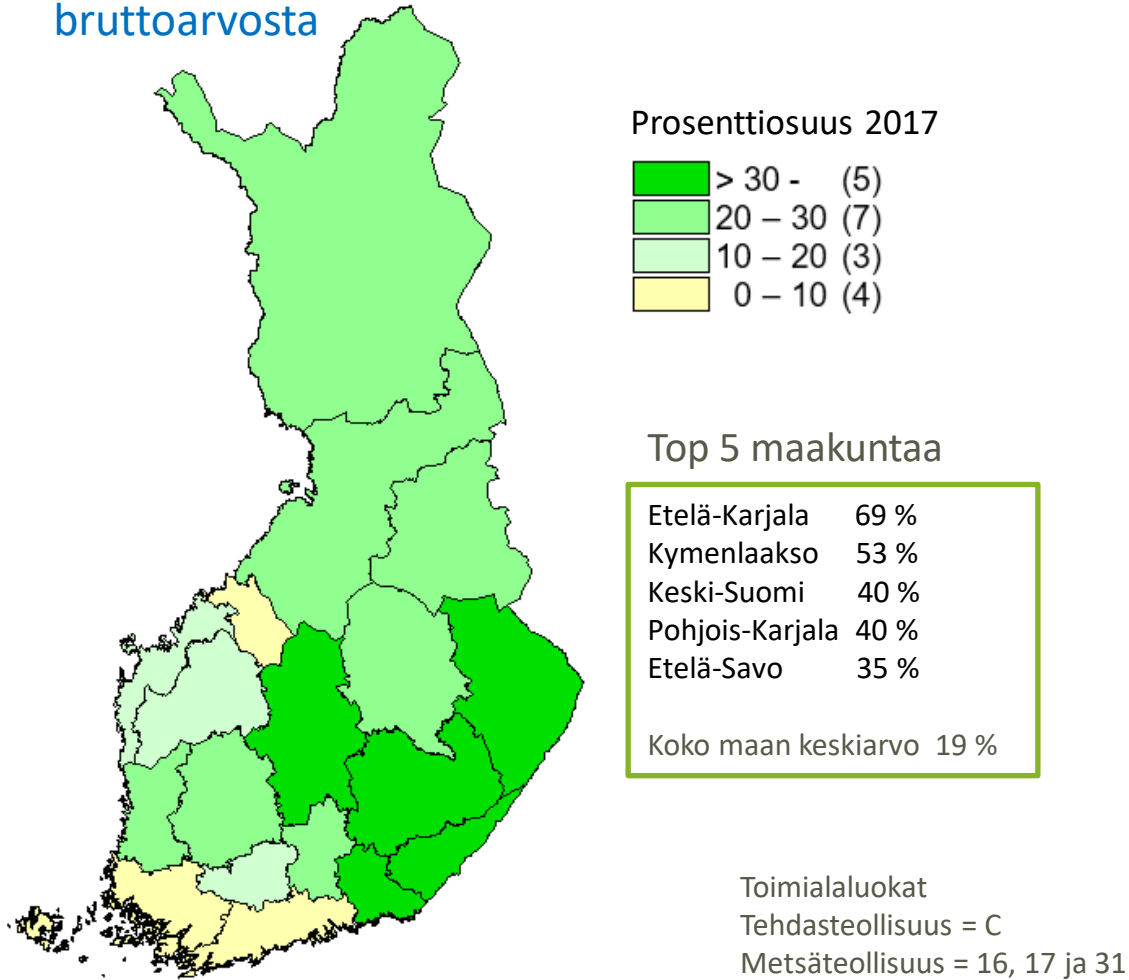 bruttoarvosta
Prosenttiosuus 2017
> 30 - (5)
20 – 30 (7)
10 – 20 (3)
0 – 10 (4)
Top 5 maakuntaa
Etelä-Karjala 69 %
Kymenlaakso 53 %
Keski-Suomi 40 %
Pohjois-Karjala 40 %
Etelä-Savo 35 %
Koko maan keskiarvo 19 %
Toimialaluokat
Tehdasteollisuus = C
Metsäteollisuus = 16, 17 ja 31